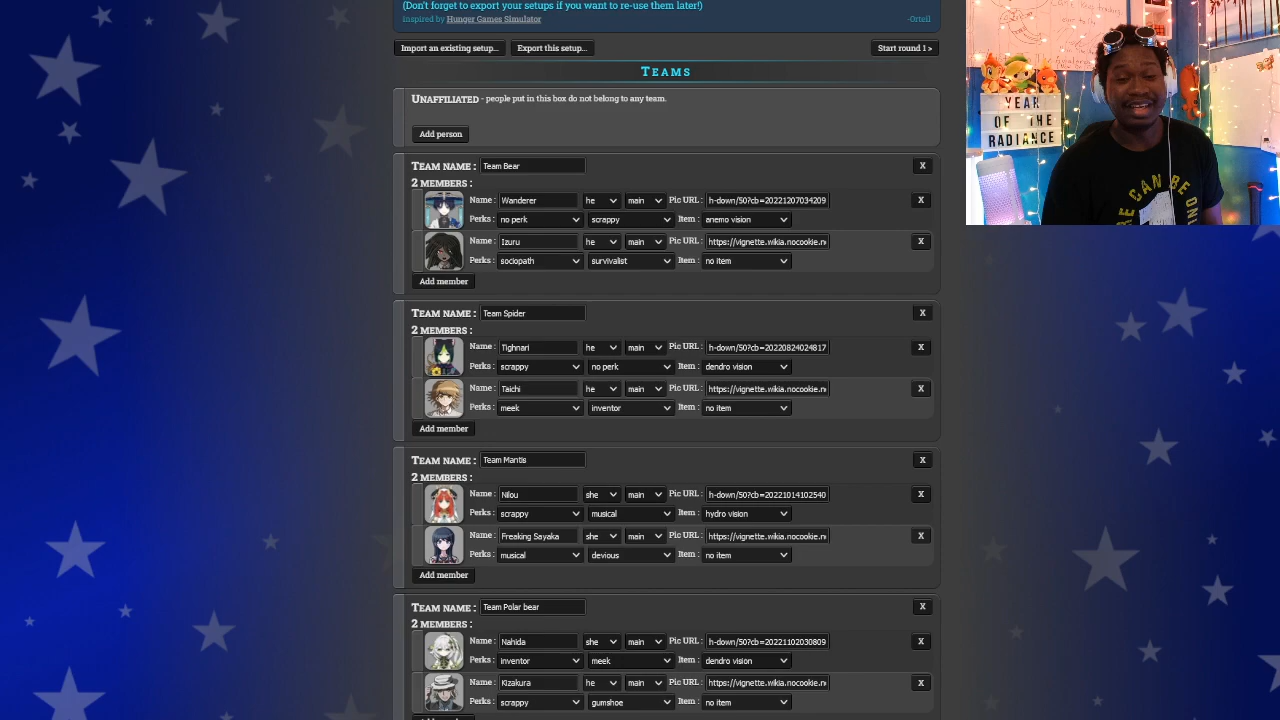 (Don't forget to export your setups if you want to re-use them later!)
Inspired by Hunger Games Simulator -Orteil
Import an existing setup... Export this setup... Start round 1 >
TEAMS
UNAFFILIATED - people put in this box do not belong to any team.
Add person
TEAM NAME : Team Bear X
2 MEMBERS :
Name : Wanderer he main Pic URL : h-down/50?cb=20221207034209 X
Perks : no perk scrappy Item : anemo vision
Name : Izuru he main Pic URL : https://vignette.wikia.nocookie.n X
Perks : sociopath survivalist Item : no item
Add member
TEAM NAME : Team Spider X
2 MEMBERS :
Name : Tighnari he main Pic URL : h-down/50?cb=20220824024817 X
Perks : scrappy no perk Item : dendro vision
Name : Taichi he main Pic URL : https://vignette.wikia.nocookie.n X
Perks : meek inventor Item : no item
Add member
TEAM NAME : Team Mantis X
2 MEMBERS :
Name : Nilou she main Pic URL : h-down/50?cb=20221014102540 X
Perks : scrappy musical Item : hydro vision
Name : Freaking Sayaka she main Pic URL : https://vignette.wikia.nocookie.n X
Perks : musical devious Item : no item
Add member
TEAM NAME : Team Polar bear X
2 MEMBERS :
Name : Nahida she main Pic URL : h-down/50?cb=20221102030809 X
Perks : inventor meek Item : dendro vision
Name : Kizakura he main Pic URL : https://vignette.wikia.nocookie.n X
Perks : scrappy gumshoe Item : no item
YEAR
OF THE
RADIANCE
CAN BE